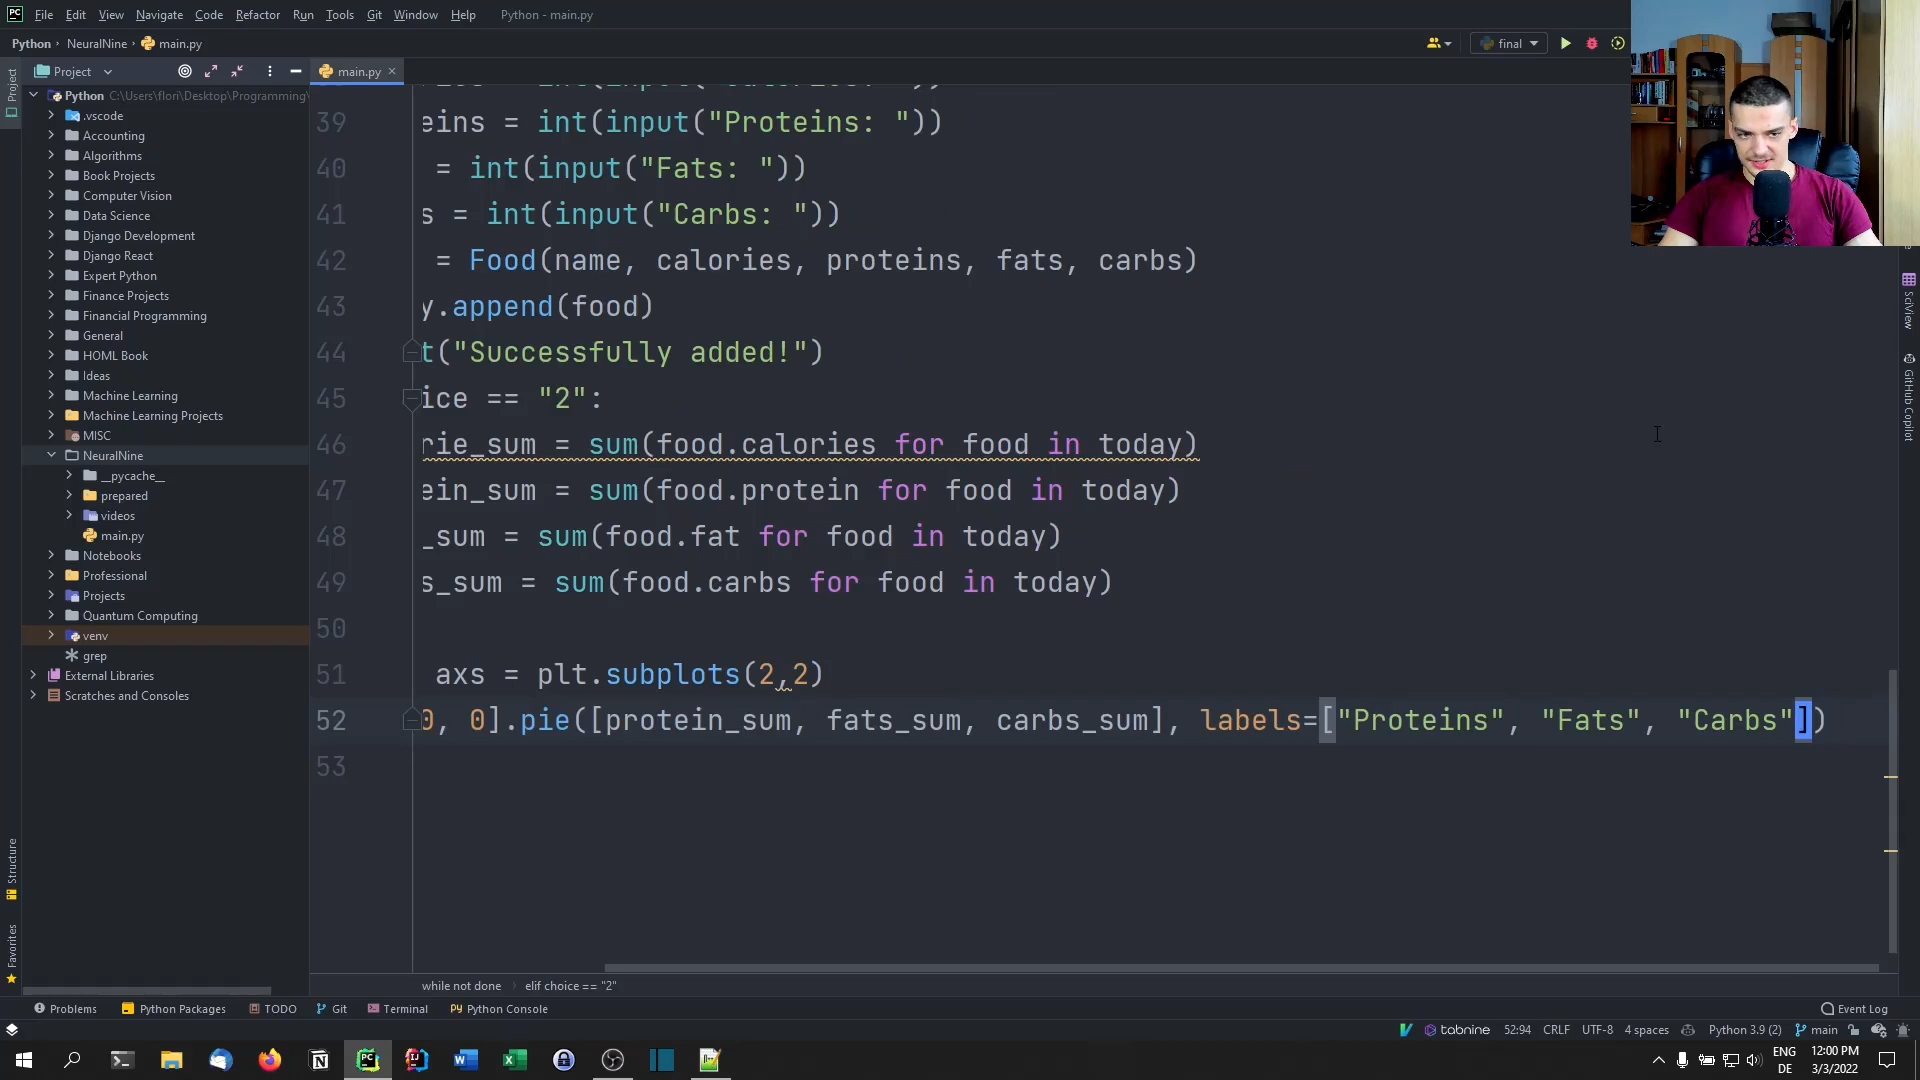 PC File Edit View Navigate Code Refactor Run Tools Git Window Help Python - main.py
Python NeuralNine main.py
final
Project main.py
Project
Python C:\Users\flori\Desktop\Programming\
.vscode
Accounting
Algorithms
Book Projects
Computer Vision
Data Science
Django Development
Django React
Expert Python
Finance Projects
Financial Programming
General
HOML Book
Ideas
Machine Learning
Machine Learning Projects
MISC
NeuralNine
__pycache__
prepared
videos
main.py
Notebooks
Professional
Projects
Quantum Computing
venv
grep
External Libraries
Scratches and Consoles
Structure
Favorites
39 eins = int(input("Proteins: "))
40 = int(input("Fats: "))
41 s = int(input("Carbs: "))
42 = Food(name, calories, proteins, fats, carbs)
43 y.append(food)
44 t("Successfully added!")
45 ice == "2":
46 rie_sum = sum(food.calories for food in today)
47 ein_sum = sum(food.protein for food in today)
48 _sum = sum(food.fat for food in today)
49 s_sum = sum(food.carbs for food in today)
50
51 axs = plt.subplots(2,2)
52 0, 0].pie([protein_sum, fats_sum, carbs_sum], labels=["Proteins", "Fats", "Carbs"])
53
SciView
GitHub Copilot
while not done elif choice == "2"
Problems Python Packages TODO Git Terminal Python Console Event Log
tabnine 52:94 CRLF UTF-8 4 spaces Python 3.9 (2) main
ENG
DE
12:00 PM
3/3/2022